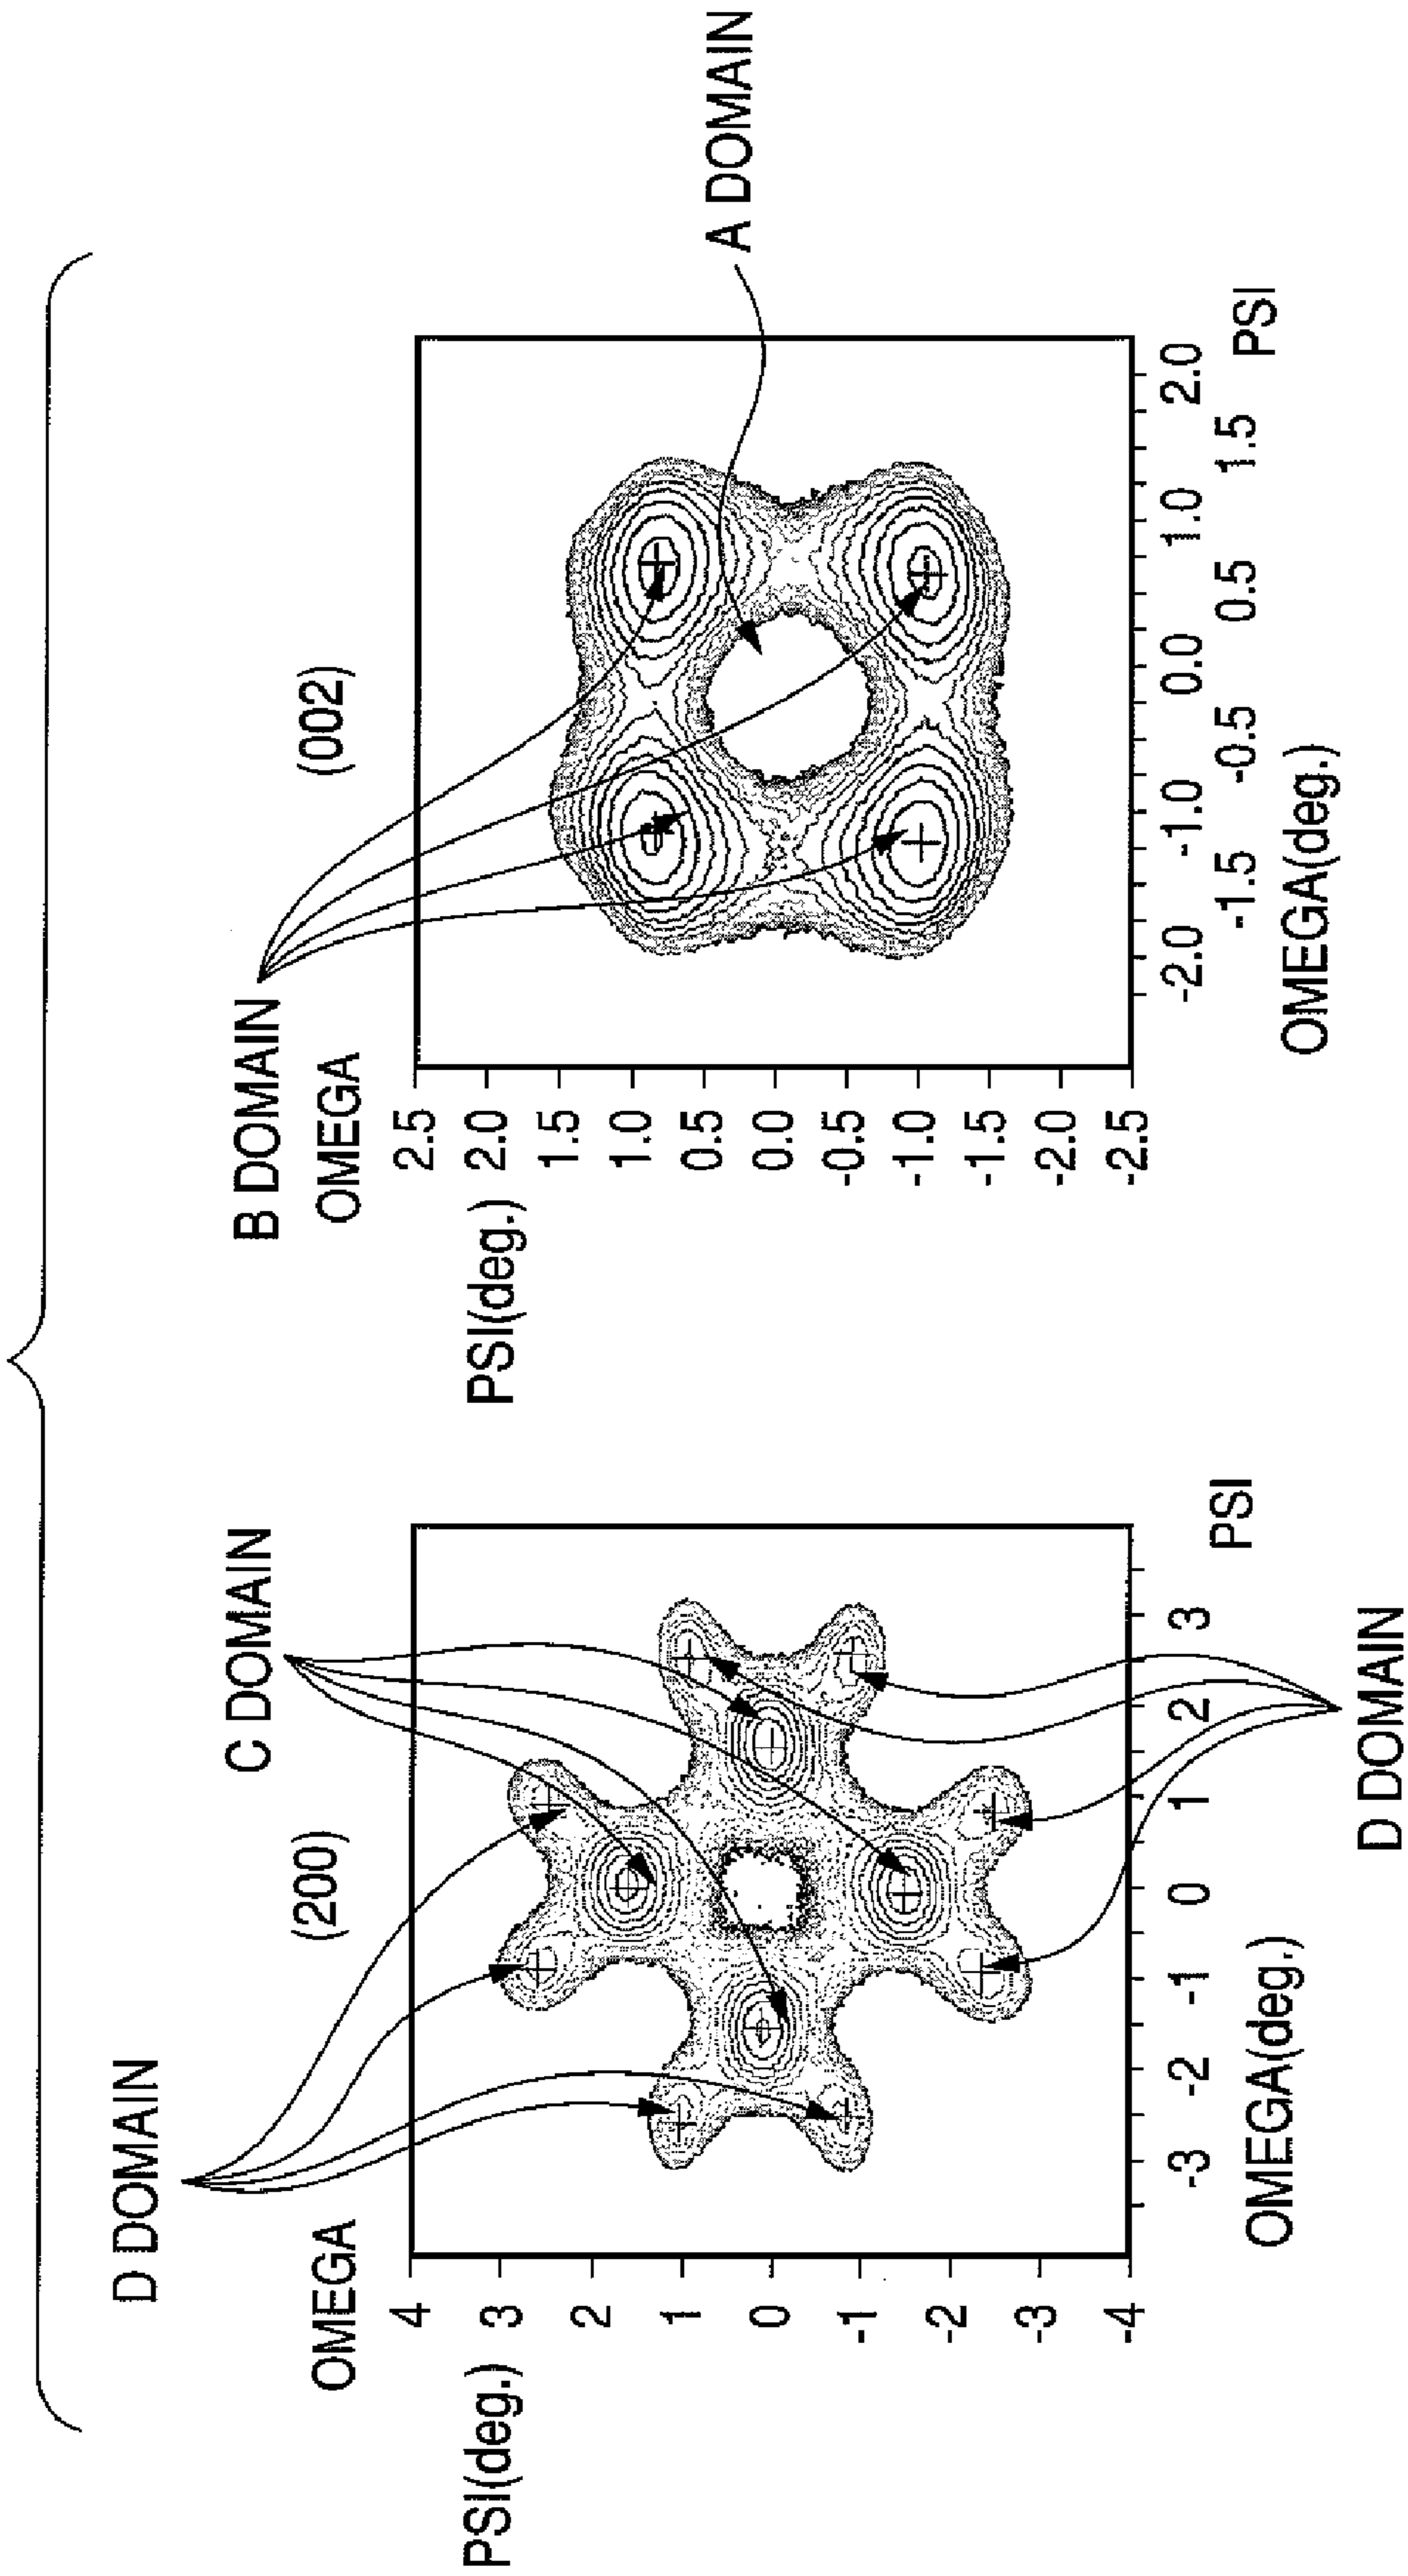 D DOMAIN
C DOMAIN
OMEGA
(200)
PSI(deg.)
4
3
2
1
0
-1
-2
-3
-4
-3 -2 -1 0 1 2 3
OMEGA(deg.)
PSI
D DOMAIN
B DOMAIN
OMEGA
(002)
PSI(deg.)
2.5
2.0
1.5
1.0
0.5
0.0
-0.5
-1.0
-1.5
-2.0
-2.5
-2.0 -1.0 0.0 1.0 2.0
-1.5 -0.5 0.5 1.5
OMEGA(deg.)
PSI
A DOMAIN